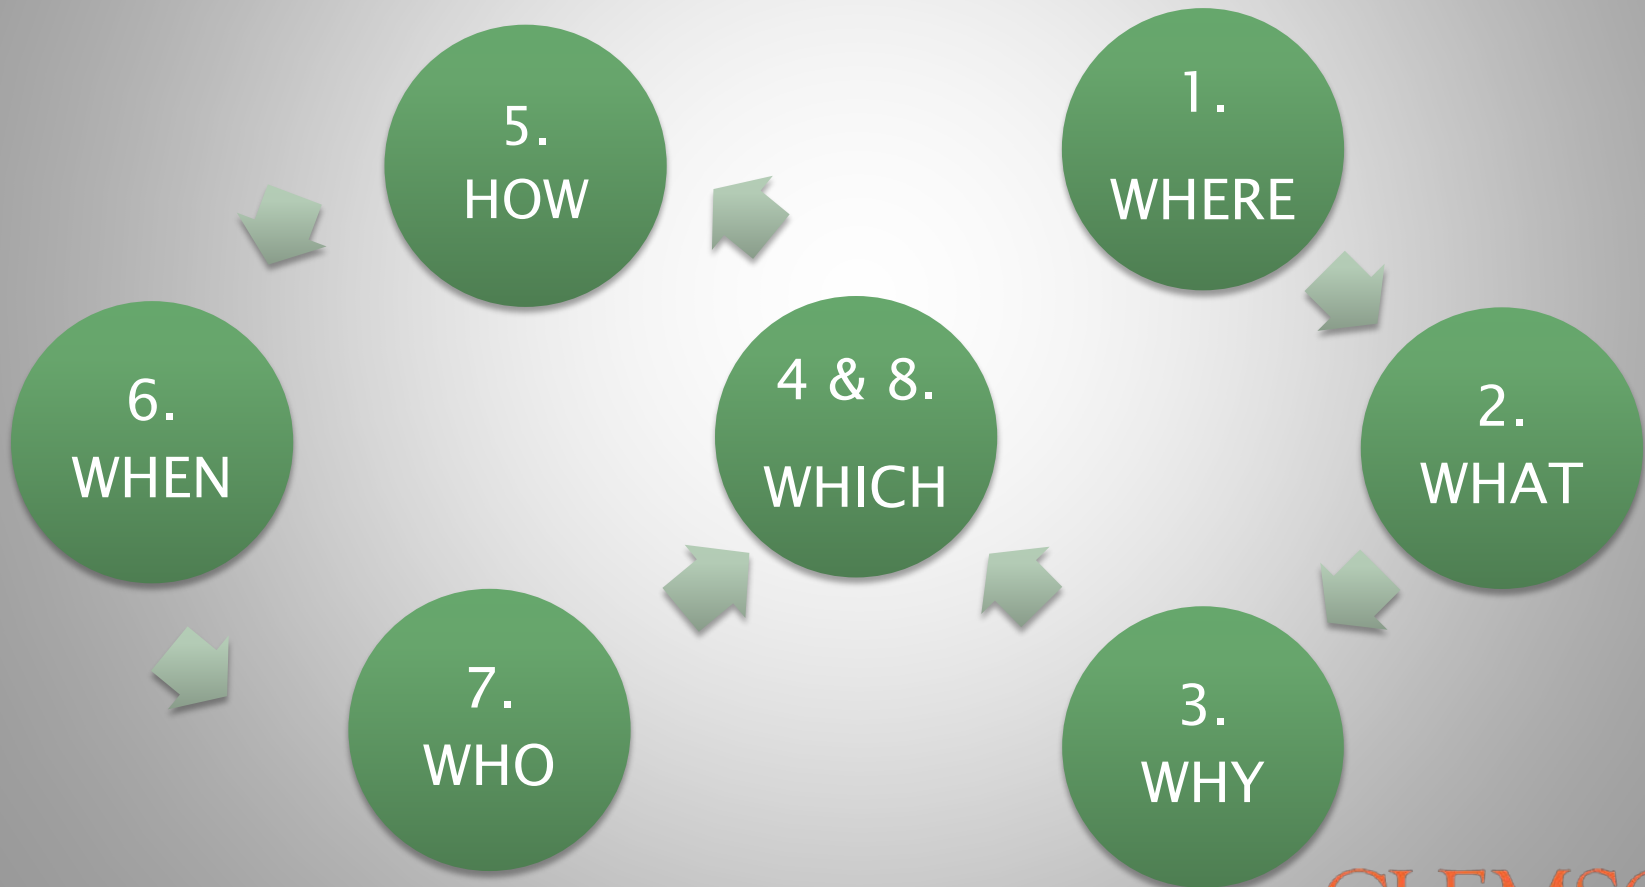 1.
WHERE
2.
WHAT
3.
WHY
4 & 8.
WHICH
5.
HOW
6.
WHEN
7.
WHO